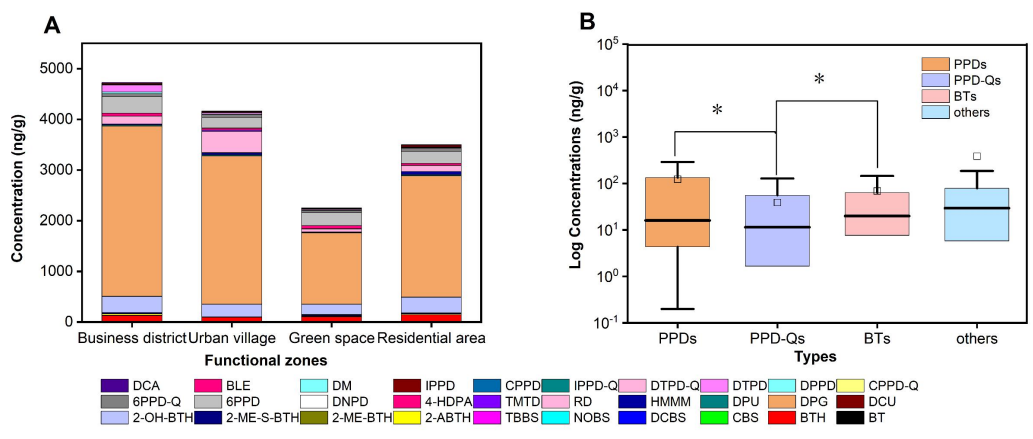 A
Concentration (ng/g)
5000
4000
3000
2000
1000
0
Business district Urban village Green space Residential area
Functional zones
B
Log Concentrations (ng/g)
10^5
10^4
10^3
10^2
10^1
10^0
10^-1
* *
PPDs
PPD-Qs
BTs
others
PPDs PPD-Qs BTs others
Types
DCA BLE DM IPPD CPPD IPPD-Q DTPD-Q DTPD DPPD CPPD-Q
6PPD-Q 6PPD DNPD 4-HDPA TMTD RD HMMM DPU DPG DCU
2-OH-BTH 2-ME-S-BTH 2-ME-BTH 2-ABTH TBBS NOBS DCBS CBS BTH BT